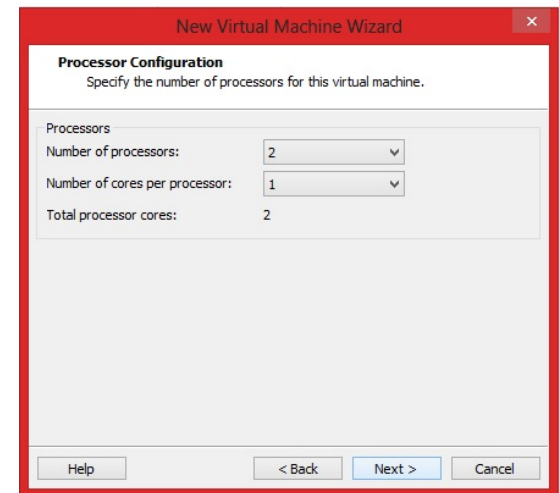 New Virtual Machine Wizard
Processor Configuration
Specify the number of processors for this virtual machine.
Processors
Number of processors: 2
Number of cores per processor: 1
Total processor cores: 2
Help < Back Next > Cancel